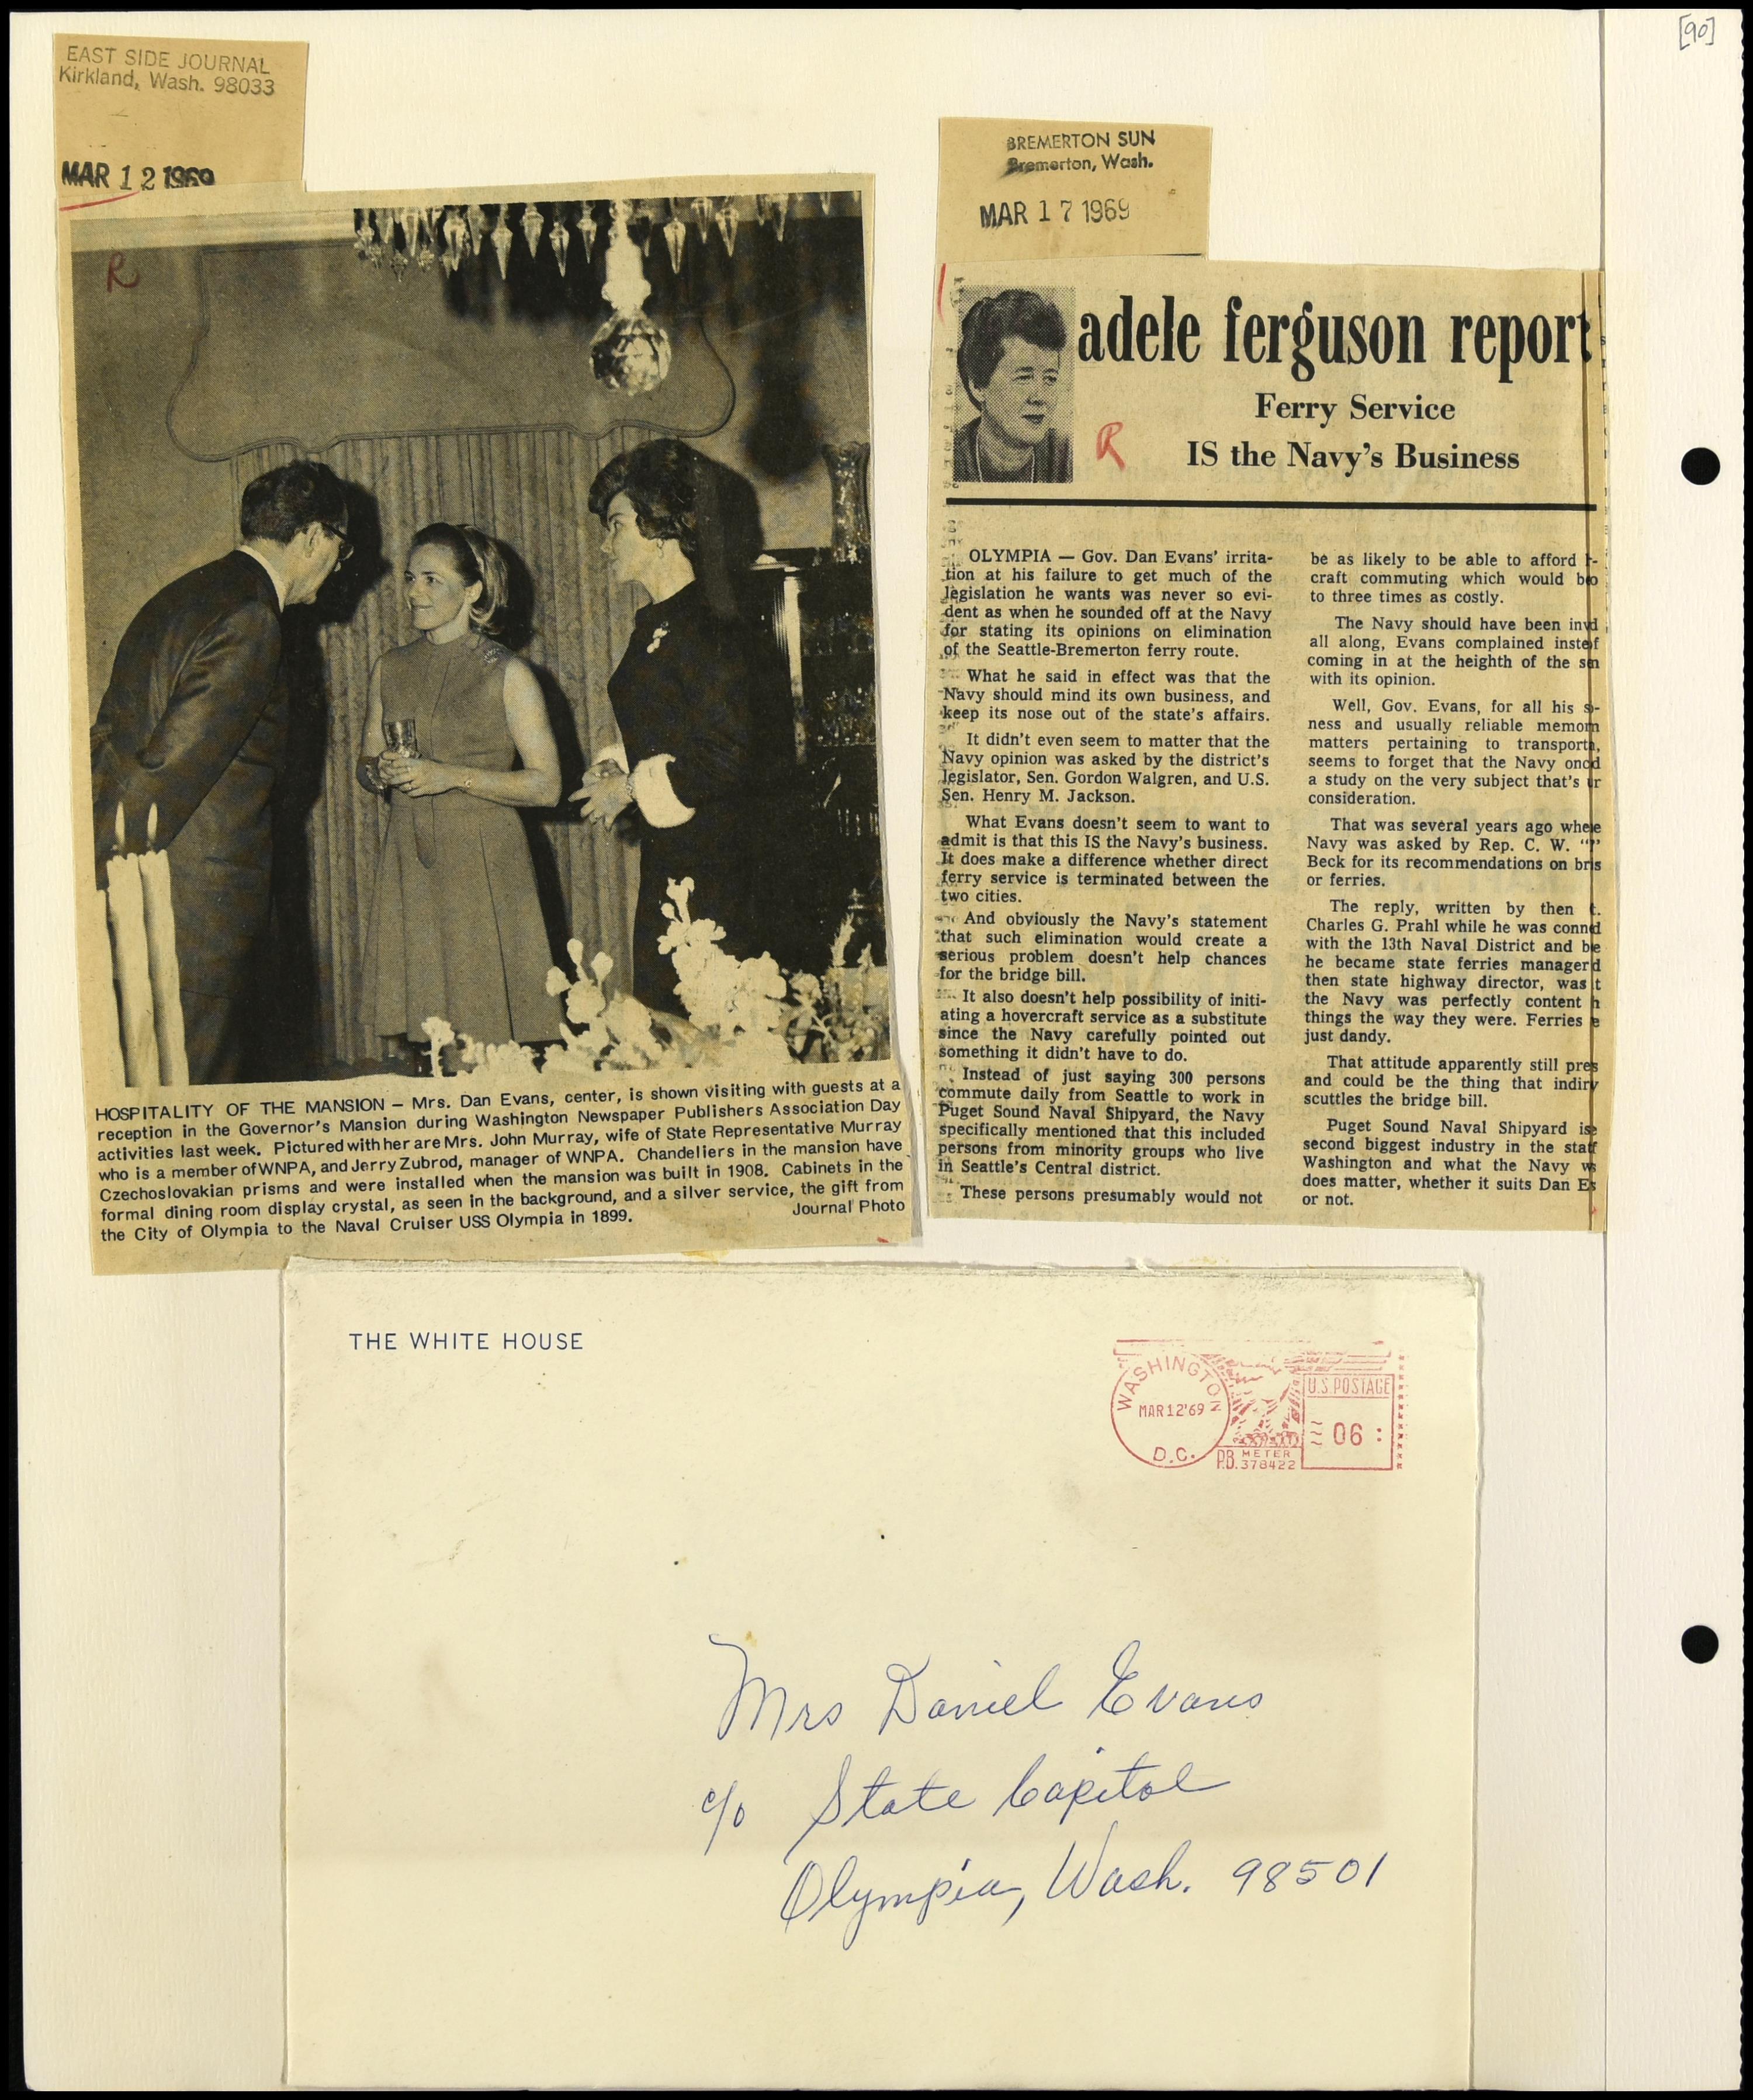 [90]
EAST SIDE JOURNAL
Kirkland, Wash. 98033
MAR 12 1969
R
HOSPITALITY OF THE MANSION — Mrs. Dan Evans, center, is shown visiting with guests at a
reception in the Governor's Mansion during Washington Newspaper Publishers Association Day
activities last week. Pictured with her are Mrs. John Murray, wife of State Representative Murray
who is a member of WNPA, and Jerry Zubrod, manager of WNPA. Chandeliers in the mansion have
Czechoslovakian prisms and were installed when the mansion was built in 1908. Cabinets in the
formal dining room display crystal, as seen in the background, and a silver service, the gift from
the City of Olympia to the Naval Cruiser USS Olympia in 1899.
Journal Photo
BREMERTON SUN
Bremerton, Wash.
MAR 17 1969
adele ferguson report
R
Ferry Service
IS the Navy's Business
OLYMPIA — Gov. Dan Evans' irrita-
tion at his failure to get much of the
legislation he wants was never so evi-
dent as when he sounded off at the Navy
for stating its opinions on elimination
of the Seattle-Bremerton ferry route.
What he said in effect was that the
Navy should mind its own business, and
keep its nose out of the state's affairs.
It didn't even seem to matter that the
Navy opinion was asked by the district's
legislator, Sen. Gordon Walgren, and U.S.
Sen. Henry M. Jackson.
What Evans doesn't seem to want to
admit is that this IS the Navy's business.
It does make a difference whether direct
ferry service is terminated between the
two cities.
And obviously the Navy's statement
that such elimination would create a
serious problem doesn't help chances
for the bridge bill.
It also doesn't help possibility of initi-
ating a hovercraft service as a substitute
since the Navy carefully pointed out
something it didn't have to do.
Instead of just saying 300 persons
commute daily from Seattle to work in
Puget Sound Naval Shipyard, the Navy
specifically mentioned that this included
persons from minority groups who live
in Seattle's Central district.
These persons presumably would not
be as likely to be able to afford
craft commuting which would
to three times as costly.
The Navy should have been
all along, Evans complained
coming in at the heighth of the
with its opinion.
Well, Gov. Evans, for all his
ness and usually reliable
matters pertaining to
seems to forget that the Navy
a study on the very subject that's
consideration.
That was several years ago
Navy was asked by Rep. C. W.
Beck for its recommendations on
or ferries.
The reply, written by then
Charles G. Prahl while he was
with the 13th Naval District and
he became state ferries manager
then state highway director, was
the Navy was perfectly content
things the way they were. Ferries
just dandy.
That attitude apparently still
and could be the thing that
scuttles the bridge bill.
Puget Sound Naval Shipyard
second biggest industry in the
Washington and what the Navy
does matter, whether it suits Dan
or not.
THE WHITE HOUSE
WASHINGTON
MAR 12 '69
D.C.
P.B. METER
378422
U.S. POSTAGE
06
Mrs Daniel Evans
c/o State Capitol
Olympia, Wash. 98501